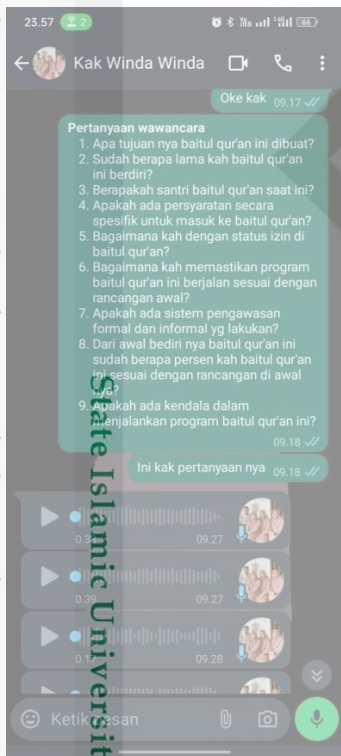 23.57 2 66
Kak Winda Winda
Oke kak 09.17
Pertanyaan wawancara
1. Apa tujuan nya baitul qur'an ini dibuat?
2. Sudah berapa lama kah baitul qur'an
ini berdiri?
3. Berapakah santri baitul qur'an saat ini?
4. Apakah ada persyaratan secara
spesifik untuk masuk ke baitul qur'an?
5. Bagaimana kah dengan status izin di
baitul qur'an?
6. Bagaimana kah memastikan program
baitul qur'an ini berjalan sesuai dengan
rancangan awal?
7. Apakah ada sistem pengawasan
formal dan informal yg lakukan?
8. Dari awal bediri nya baitul qur'an ini
sudah berapa persen kah baitul qur'an
ini sesuai dengan rancangan di awal
nya?
9. Apakah ada kendala dalam
menjalankan program baitul qur'an ini?
09.18
Ini kak pertanyaan nya 09.18
09.27
0.39 09.27
0.17 09.28
Ketik pesan
State Islamic Universit